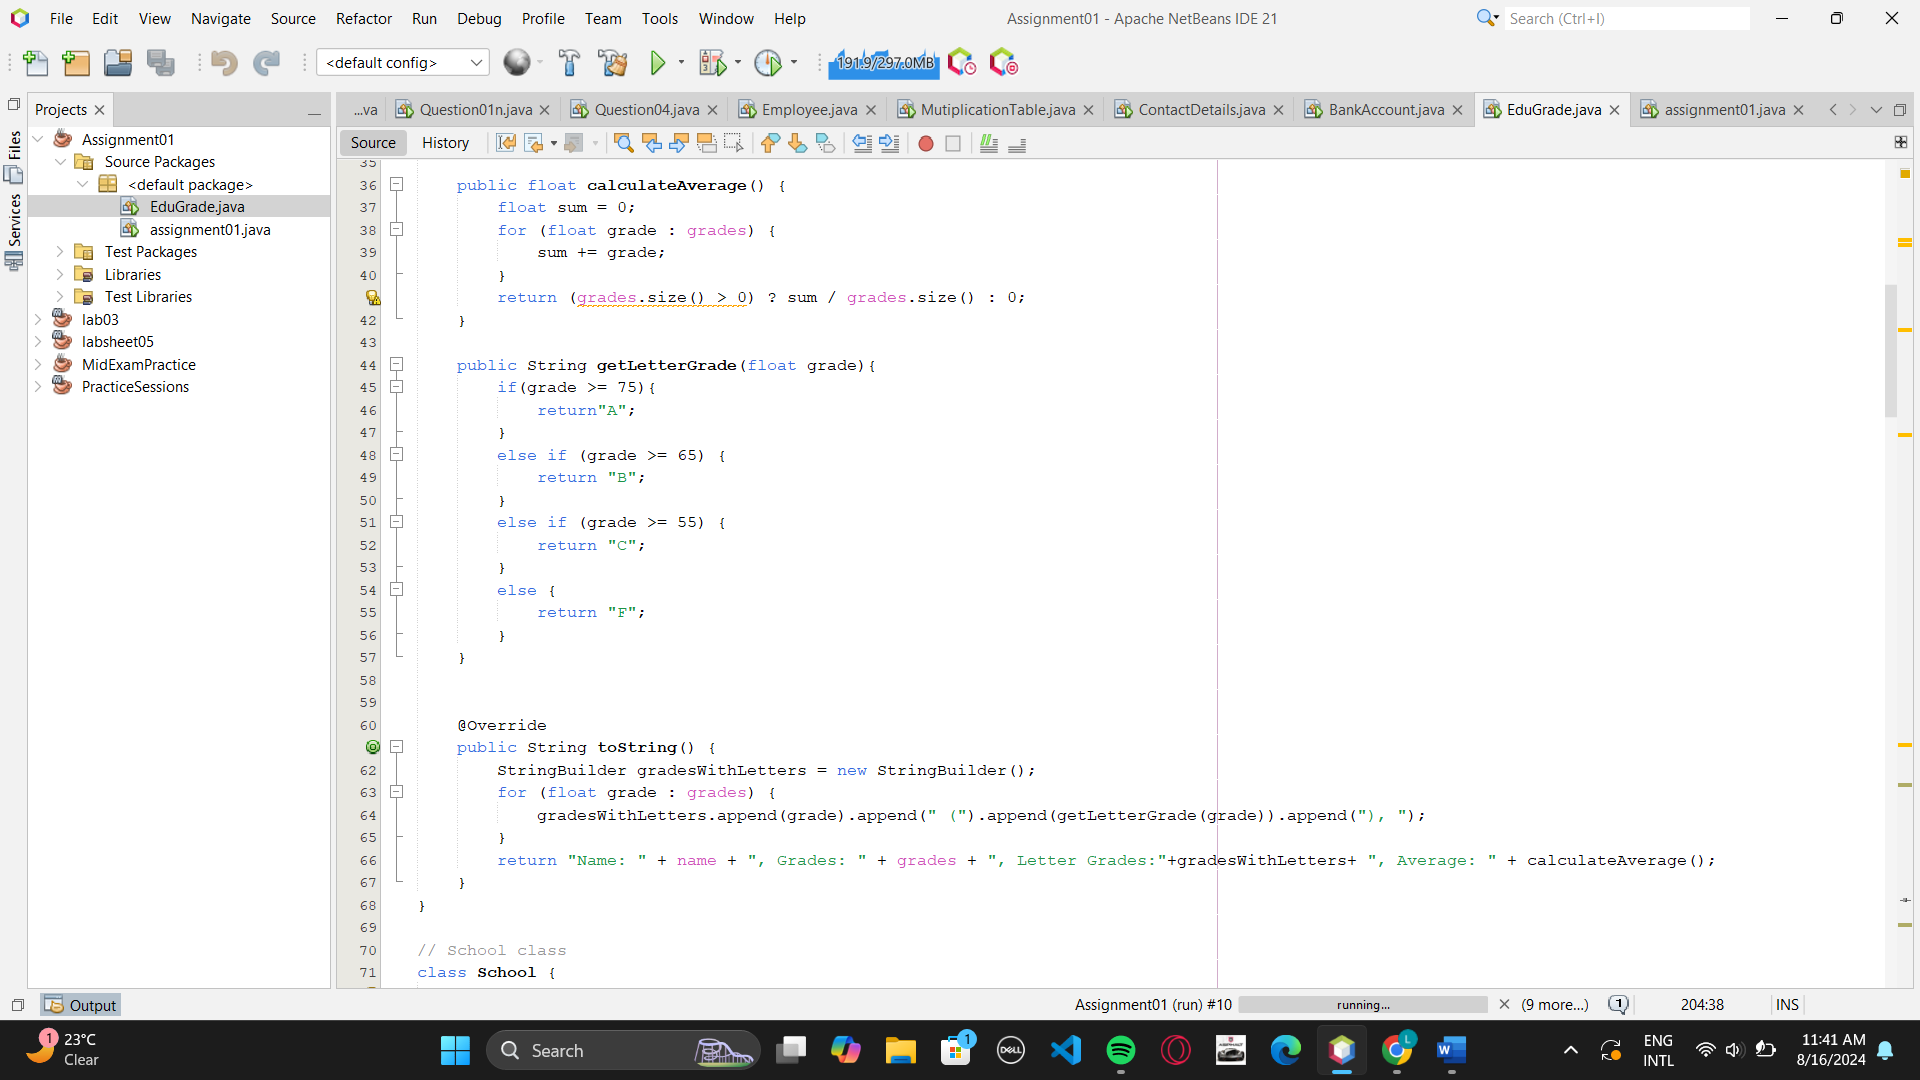 File Edit View Navigate Source Refactor Run Debug Profile Team Tools Window Help
Assignment01 - Apache NetBeans IDE 21
Search (Ctrl+I)
<default config>
191.9/297.0MB
Files
Services
Projects
Assignment01
Source Packages
<default package>
EduGrade.java
assignment01.java
Test Packages
Libraries
Test Libraries
lab03
labsheet05
MidExamPractice
PracticeSessions
...va Question01n.java Question04.java Employee.java MutiplicationTable.java ContactDetails.java BankAccount.java EduGrade.java assignment01.java
Source History
35
36 public float calculateAverage() {
37 float sum = 0;
38 for (float grade : grades) {
39 sum += grade;
40 }
return (grades.size() > 0) ? sum / grades.size() : 0;
42 }
43
44 public String getLetterGrade(float grade){
45 if(grade >= 75){
46 return"A";
47 }
48 else if (grade >= 65) {
49 return "B";
50 }
51 else if (grade >= 55) {
52 return "C";
53 }
54 else {
55 return "F";
56 }
57 }
58
59
60 @Override
public String toString() {
62 StringBuilder gradesWithLetters = new StringBuilder();
63 for (float grade : grades) {
64 gradesWithLetters.append(grade).append(" (").append(getLetterGrade(grade)).append("), ");
65 }
66 return "Name: " + name + ", Grades: " + grades + ", Letter Grades:"+gradesWithLetters+ ", Average: " + calculateAverage();
67 }
68 }
69
70 // School class
71 class School {
Output
Assignment01 (run) #10 running... (9 more...) 1 204:38 INS
1 23°C
Clear
Search
1
DELL
ASPHALT
L
ENG
INTL
11:41 AM
8/16/2024